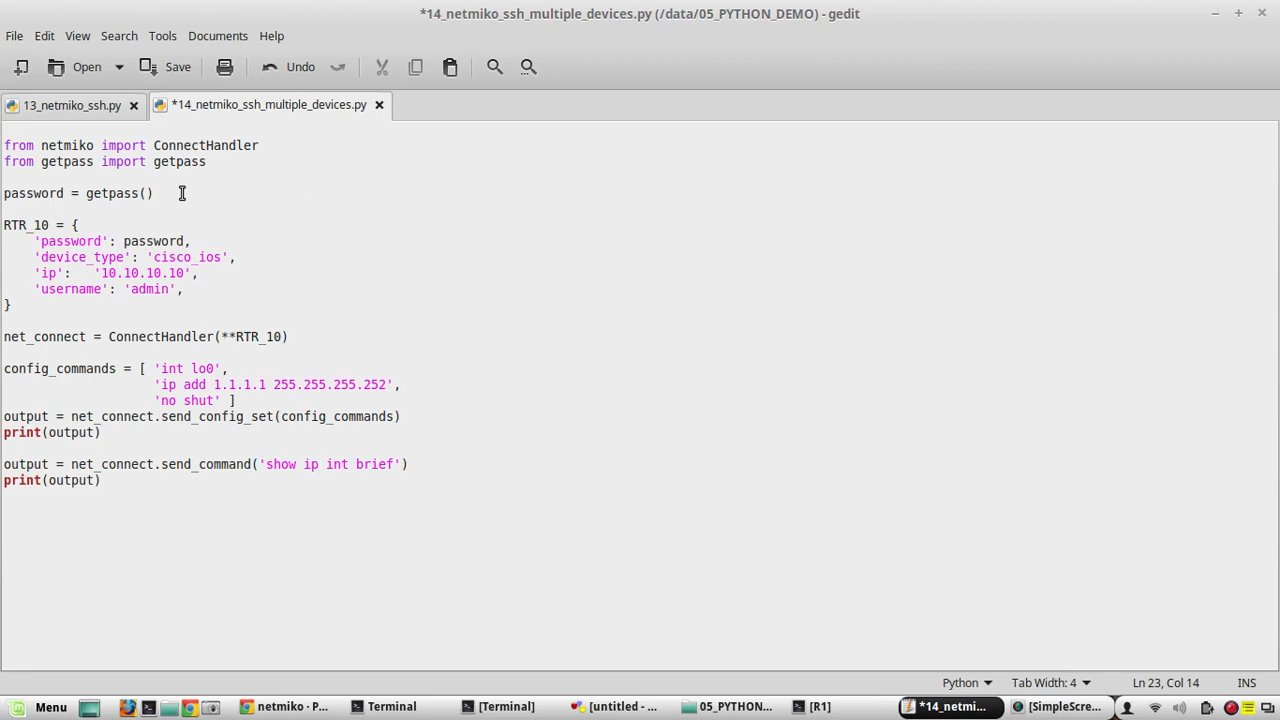 *14_netmiko_ssh_multiple_devices.py (/data/05_PYTHON_DEMO) - gedit
File Edit View Search Tools Documents Help
Open Save Undo
13_netmiko_ssh.py *14_netmiko_ssh_multiple_devices.py
from netmiko import ConnectHandler
from getpass import getpass
password = getpass()
RTR_10 = {
    'password': password,
    'device_type': 'cisco_ios',
    'ip':   '10.10.10.10',
    'username': 'admin',
}
net_connect = ConnectHandler(**RTR_10)
config_commands = [ 'int lo0',
                    'ip add 1.1.1.1 255.255.255.252',
                    'no shut' ]
output = net_connect.send_config_set(config_commands)
print(output)
output = net_connect.send_command('show ip int brief')
print(output)
Python Tab Width: 4 Ln 23, Col 14 INS
Menu netmiko - P... Terminal [Terminal] [untitled - ... 05_PYTHON... [R1] *14_netmi... [SimpleScre...